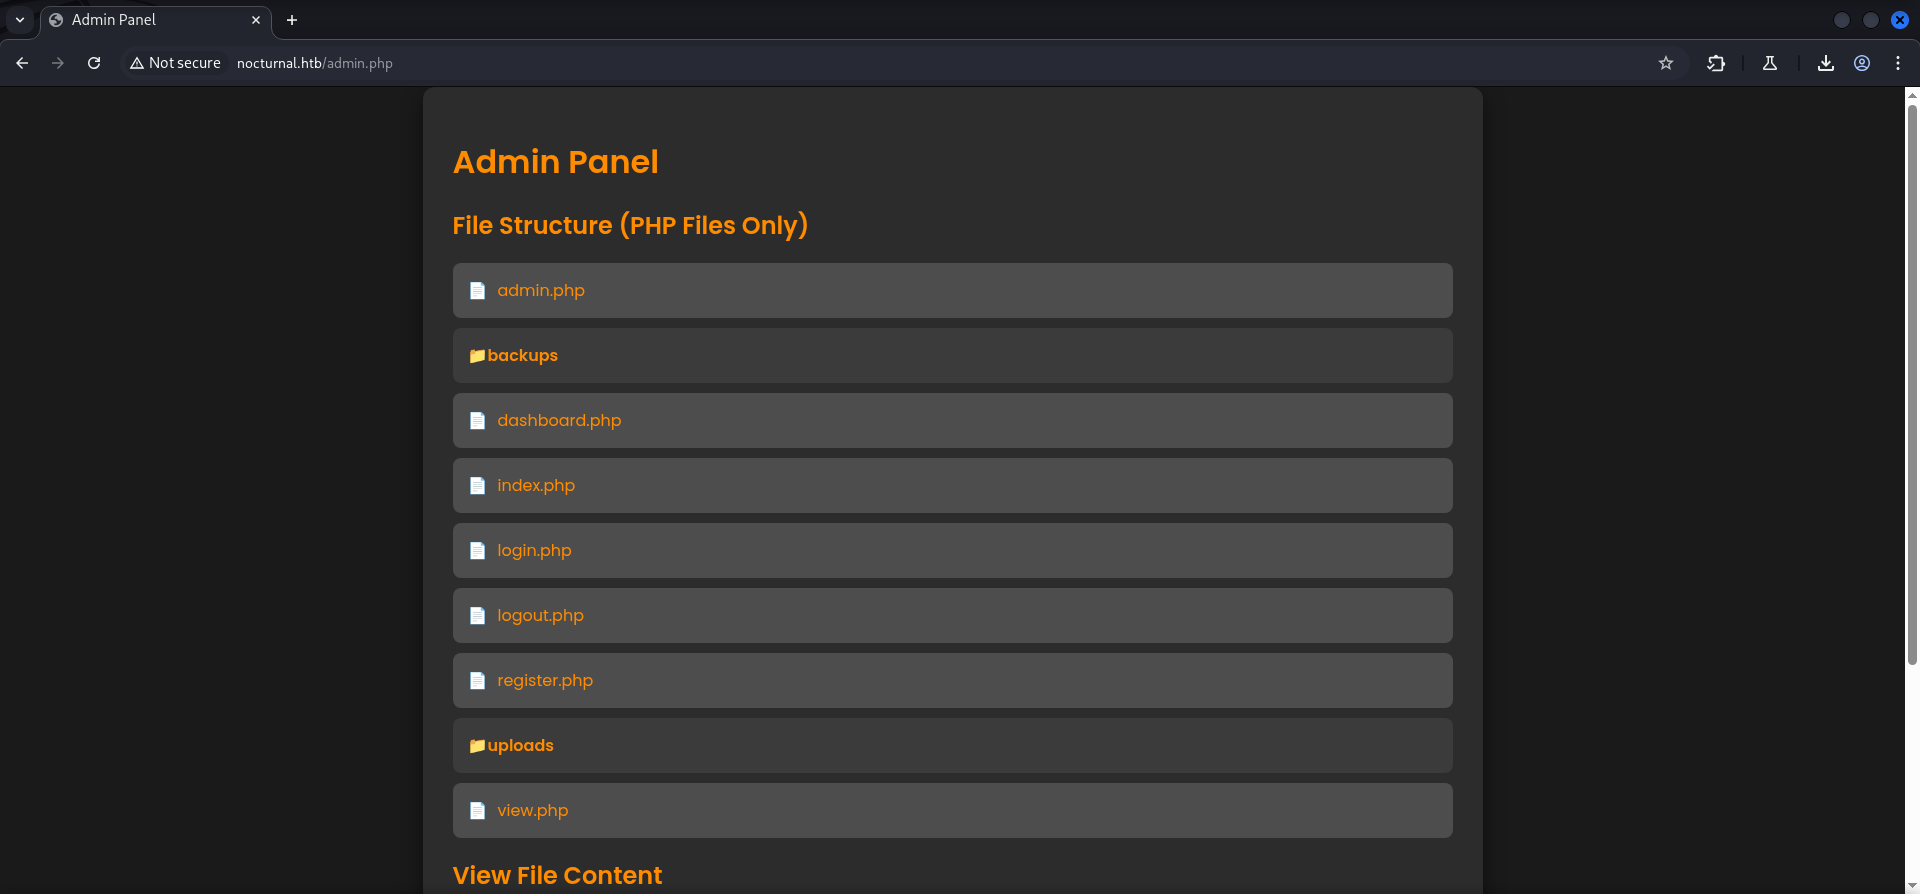 Admin Panel
Not secure
nocturnal.htb/admin.php
Admin Panel
File Structure (PHP Files Only)
admin.php
backups
dashboard.php
index.php
login.php
logout.php
register.php
uploads
view.php
View File Content